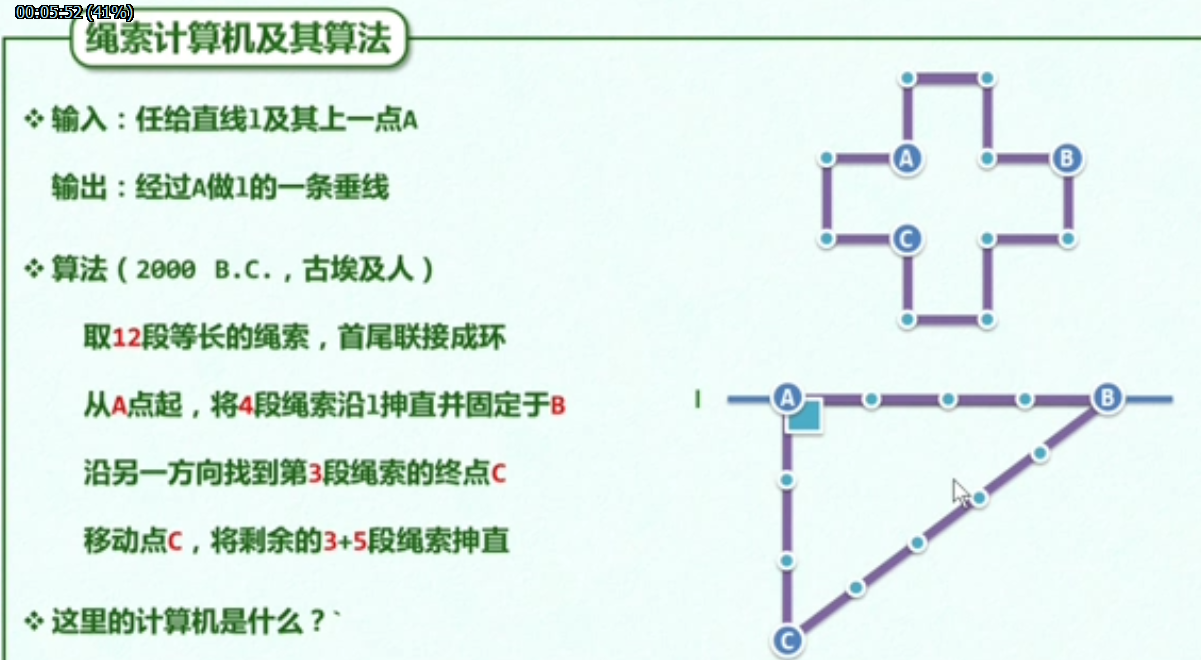 00:05:52 (41%)
绳索计算机及其算法
❖ 输入：任给直线l及其上一点A
输出：经过A做l的一条垂线
❖ 算法（2000 B.C.，古埃及人）
取12段等长的绳索，首尾联接成环
从A点起，将4段绳索沿l抻直并固定于B
沿另一方向找到第3段绳索的终点C
移动点C，将剩余的3+5段绳索抻直
❖ 这里的计算机是什么？`
A
B
C
l
A
B
C